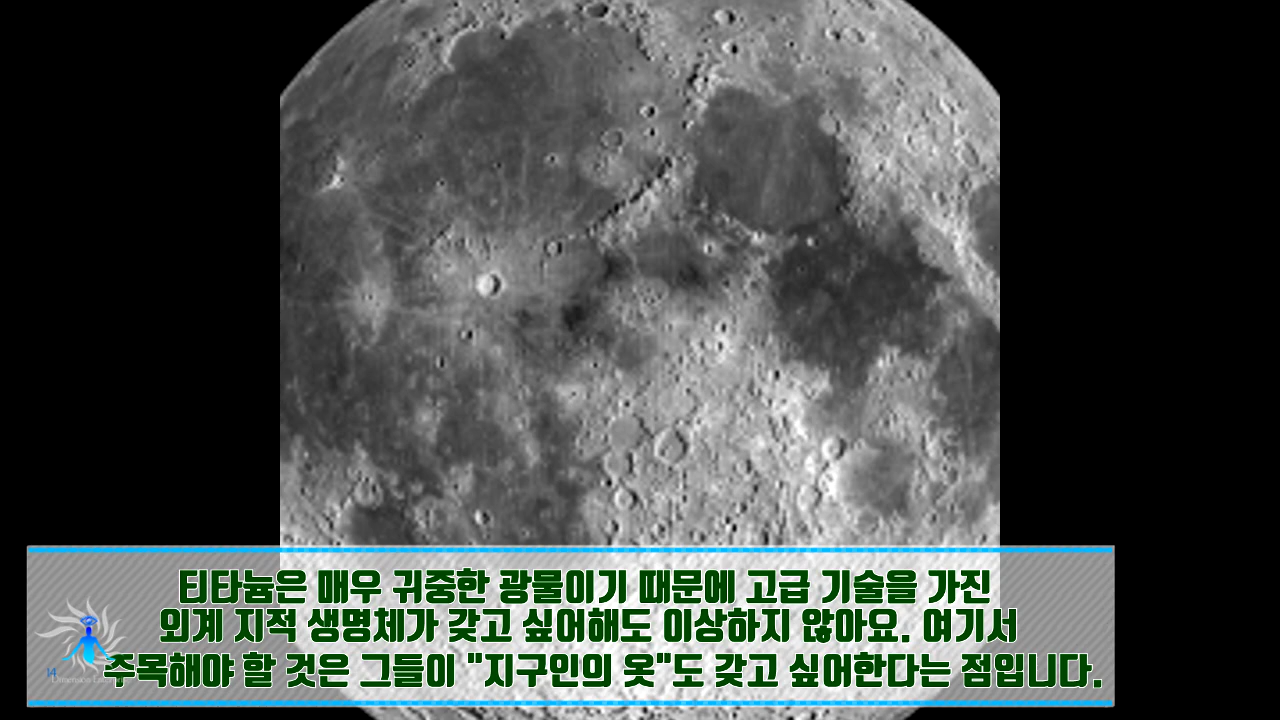 티타늄은 매우 귀중한 광물이기 때문에 고급 기술을 가진
외계 지적 생명체가 갖고 싶어해도 이상하지 않아요. 여기서
주목해야 할 것은 그들이 "지구인의 옷"도 갖고 싶어한다는 점입니다.